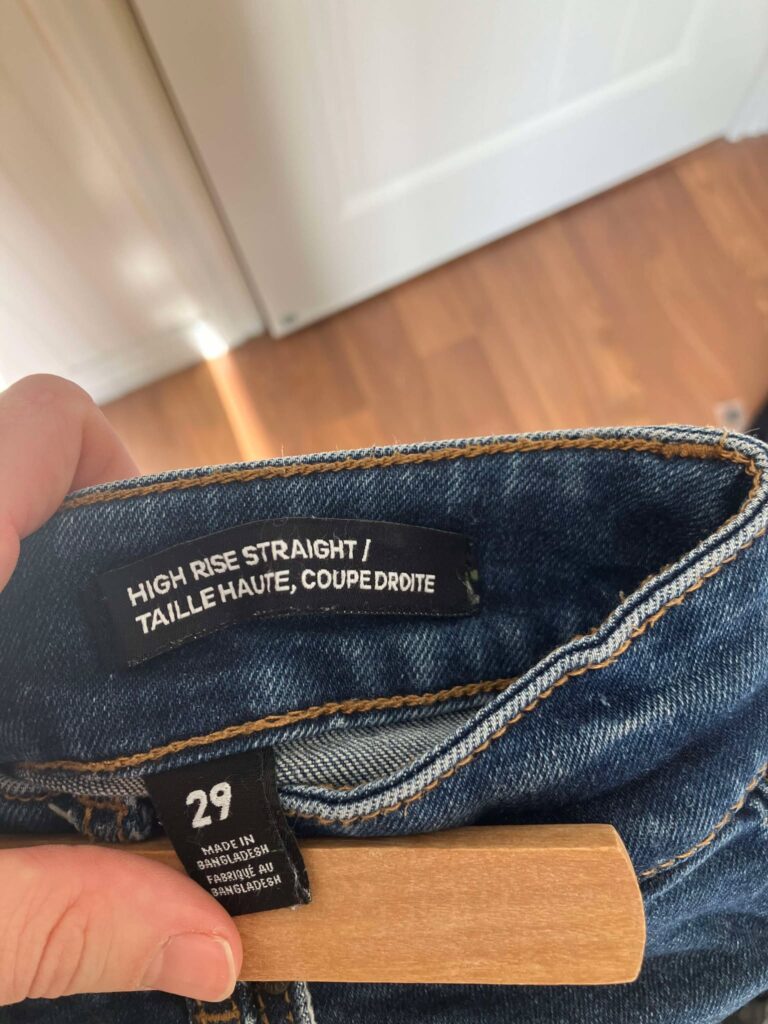 HIGH RISE STRAIGHT /
TAILLE HAUTE, COUPE DROITE
29
MADE IN
BANGLADESH
FABRIQUÉ AU
BANGLADESH